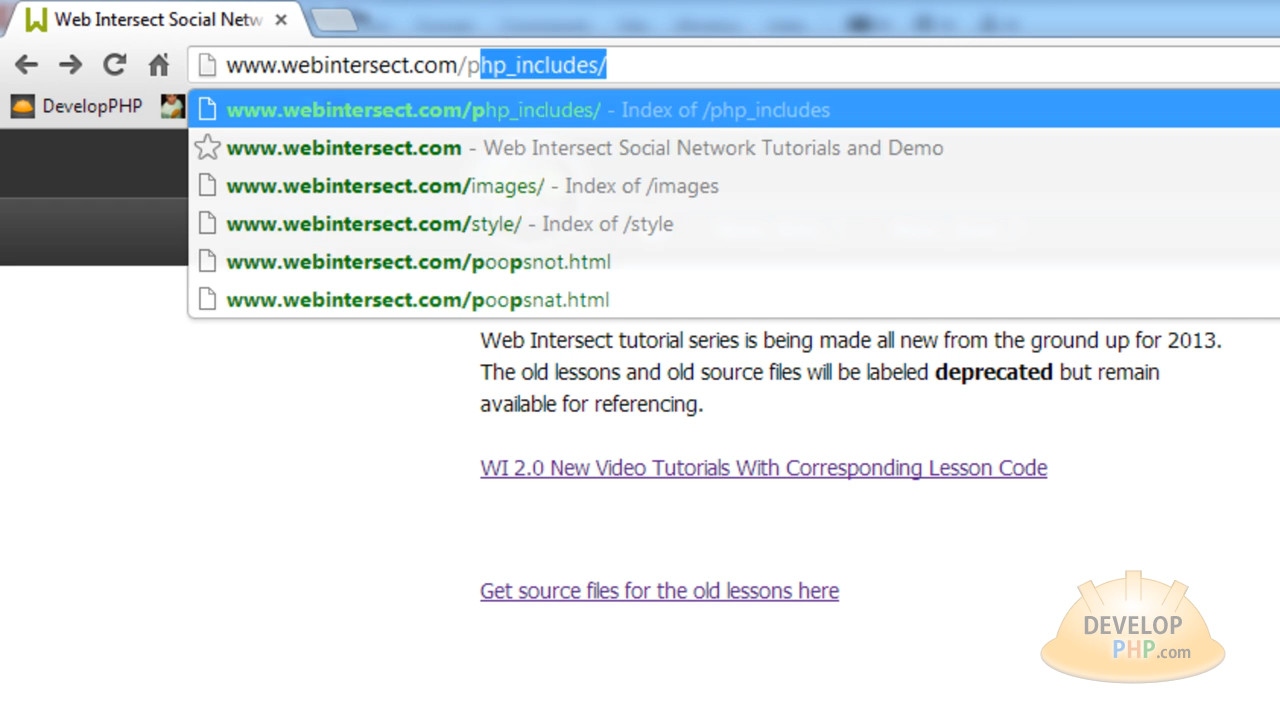 Web Intersect Social Netw
www.webintersect.com/php_includes/
DevelopPHP
www.webintersect.com/php_includes/ - Index of /php_includes
www.webintersect.com - Web Intersect Social Network Tutorials and Demo
www.webintersect.com/images/ - Index of /images
www.webintersect.com/style/ - Index of /style
www.webintersect.com/poopsnot.html
www.webintersect.com/poopsnat.html
Web Intersect tutorial series is being made all new from the ground up for 2013.
The old lessons and old source files will be labeled deprecated but remain
available for referencing.
WI 2.0 New Video Tutorials With Corresponding Lesson Code
Get source files for the old lessons here
DEVELOP
PHP.com